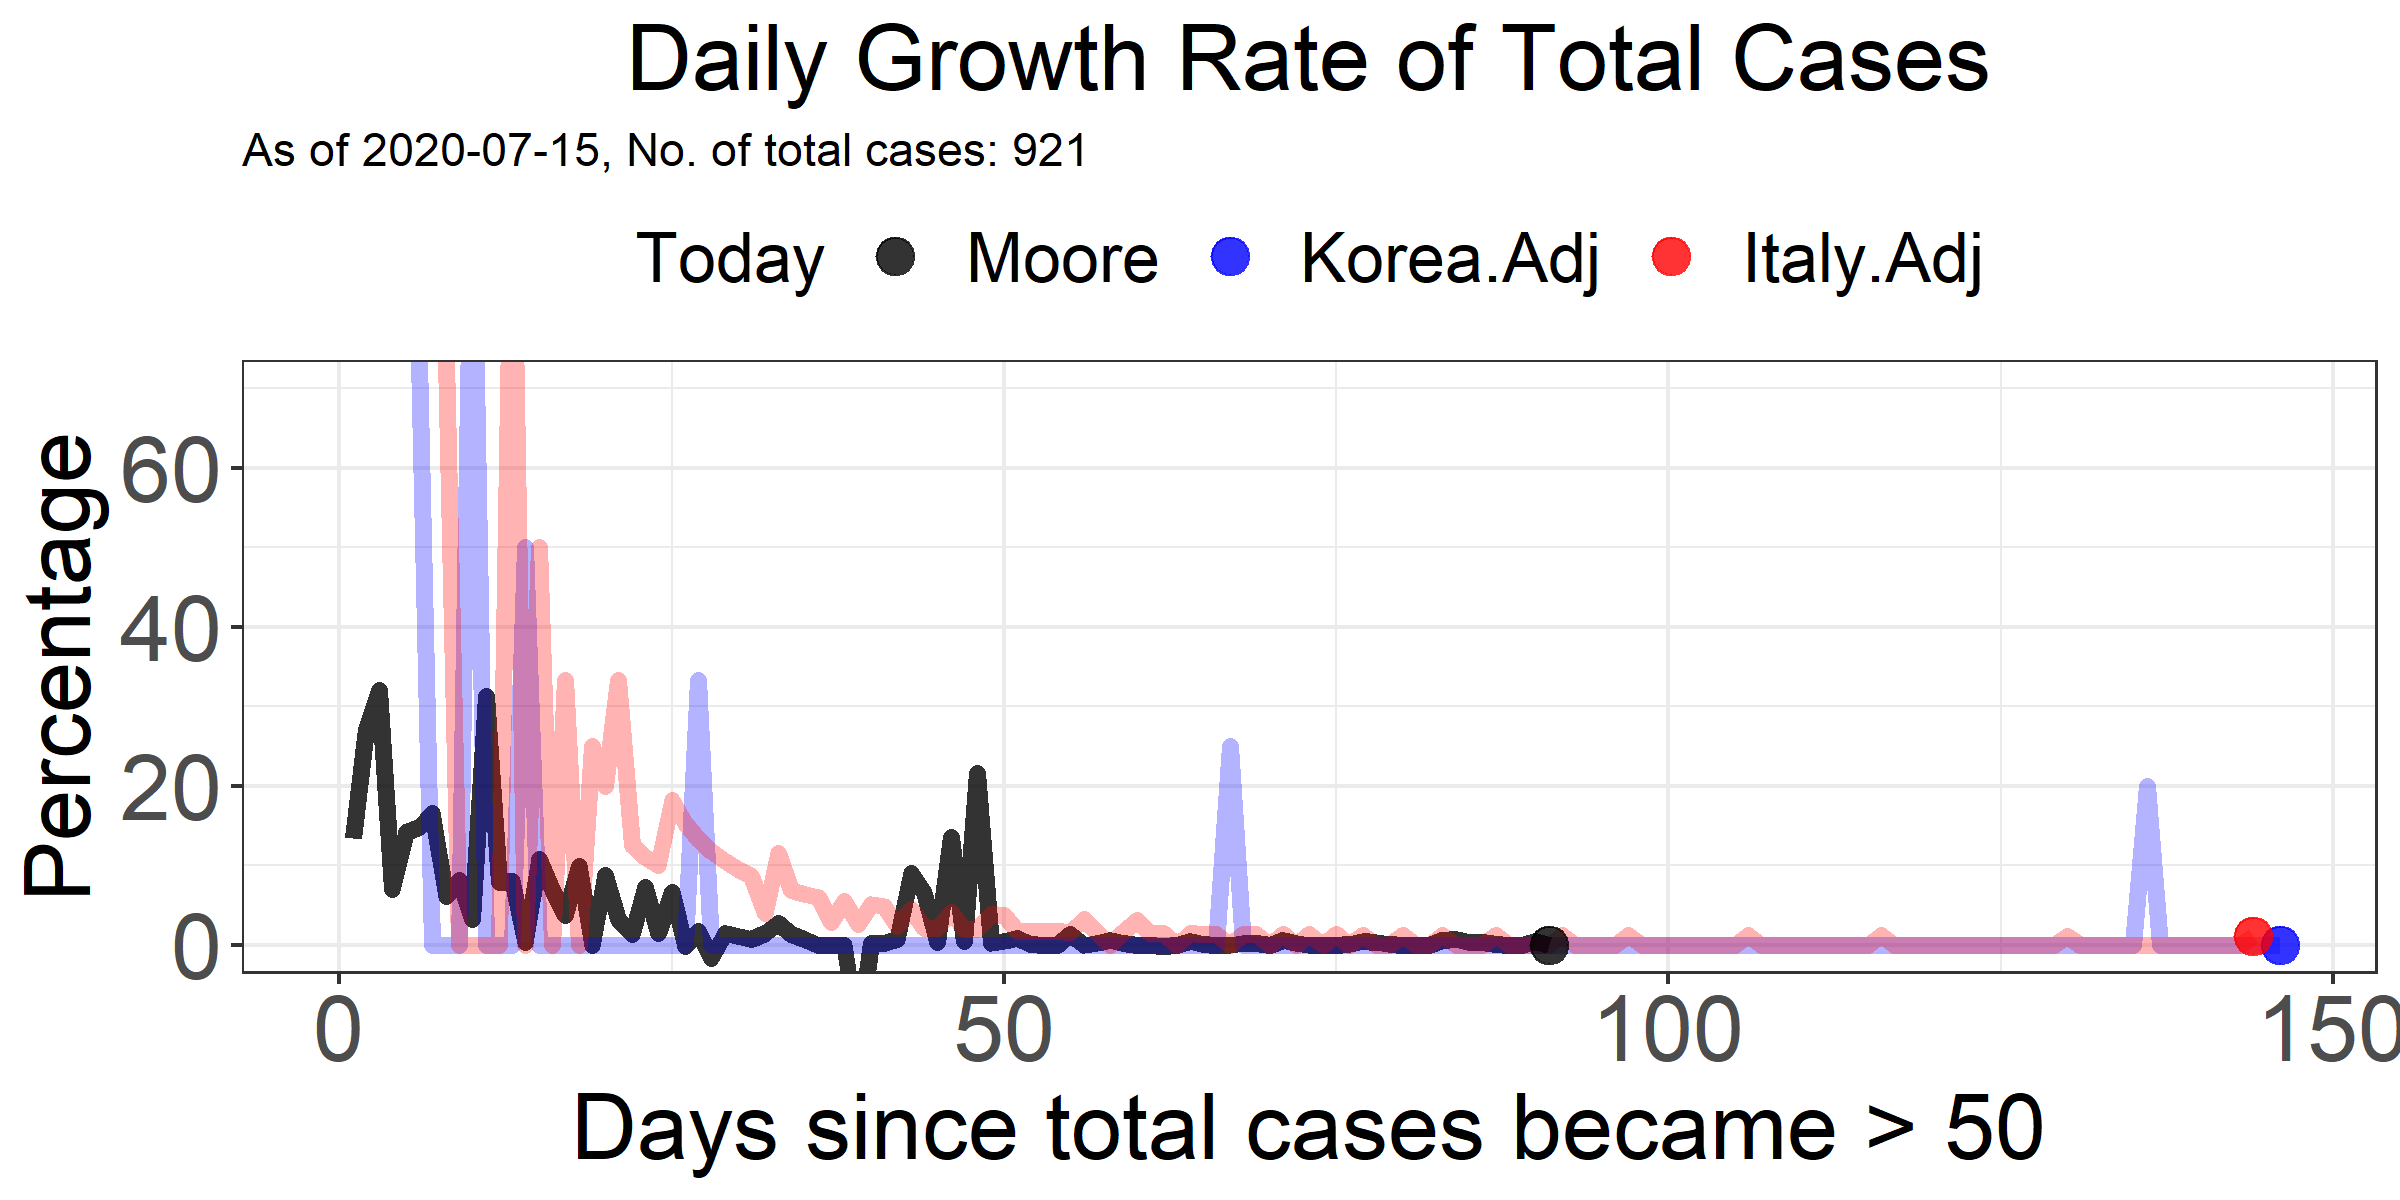 Daily Growth Rate of Total Cases
As of 2020-07-15, No. of total cases: 921
Today Moore Korea.Adj Italy.Adj
Percentage
60
40
20
0
0 50 100 150
Days since total cases became > 50